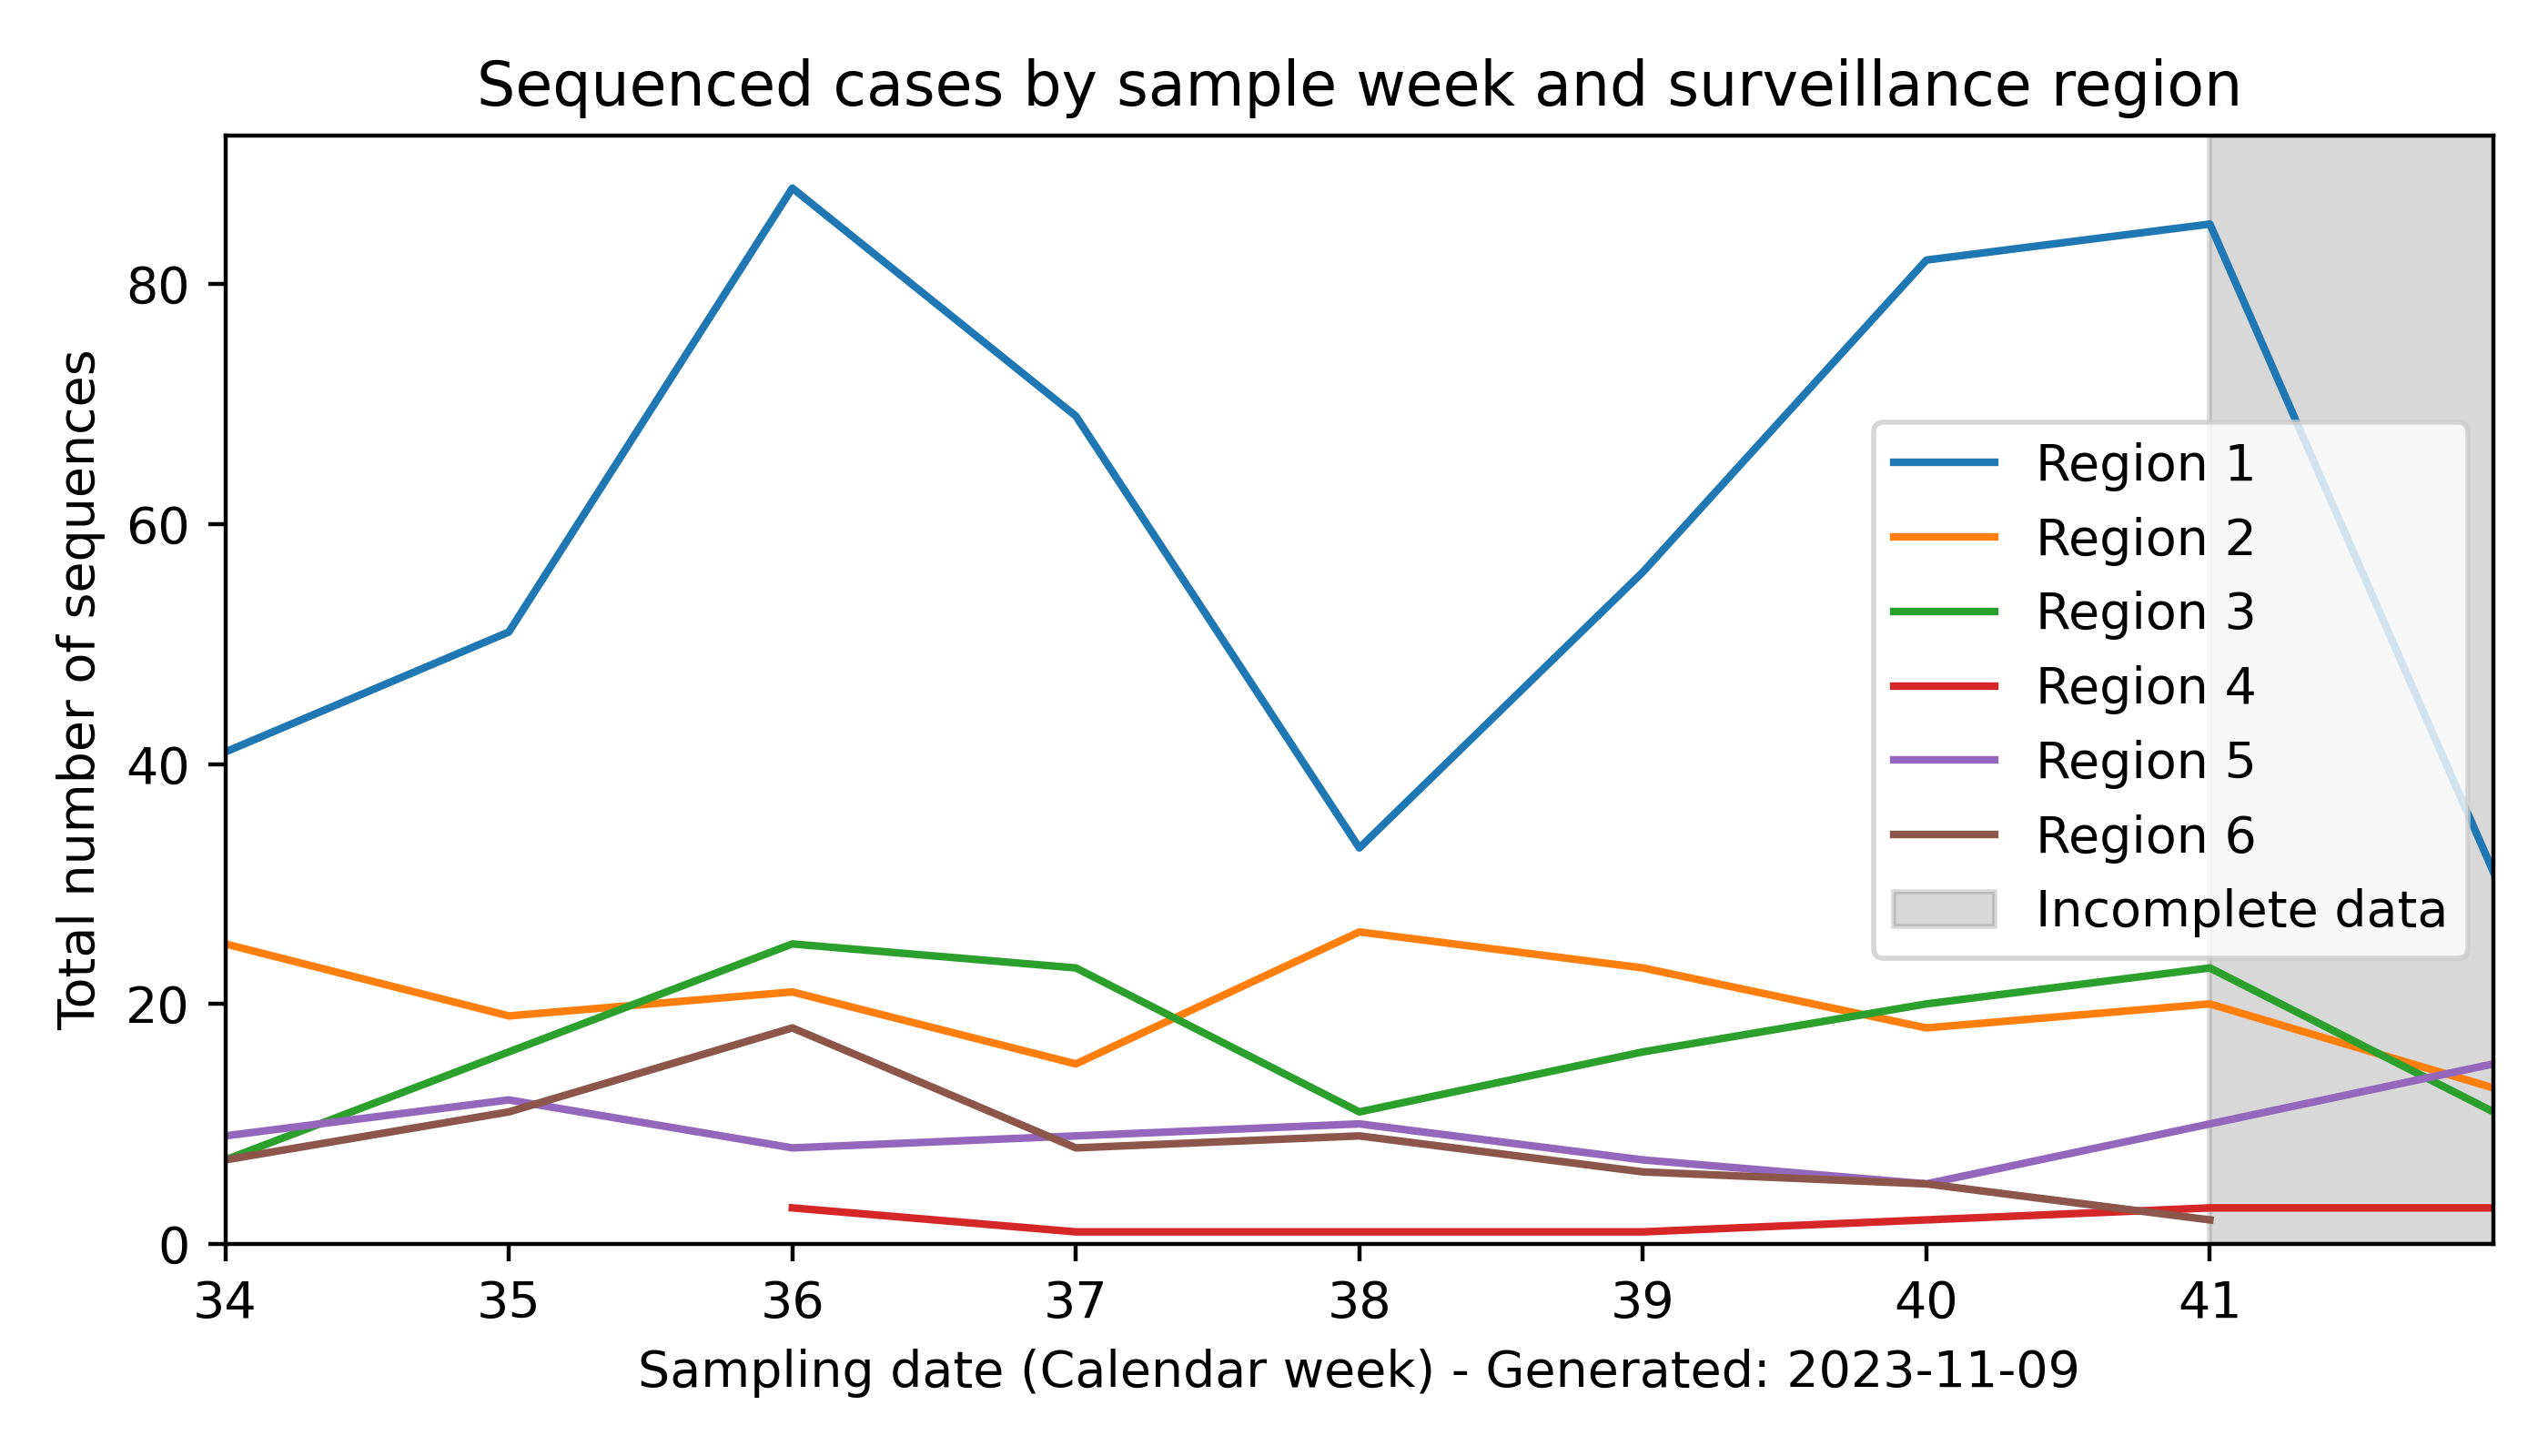 Sequenced cases by sample week and surveillance region
Total number of sequences
80
60
40
20
0
Region 1
Region 2
Region 3
Region 4
Region 5
Region 6
Incomplete data
34 35 36 37 38 39 40 41
Sampling date (Calendar week) - Generated: 2023-11-09